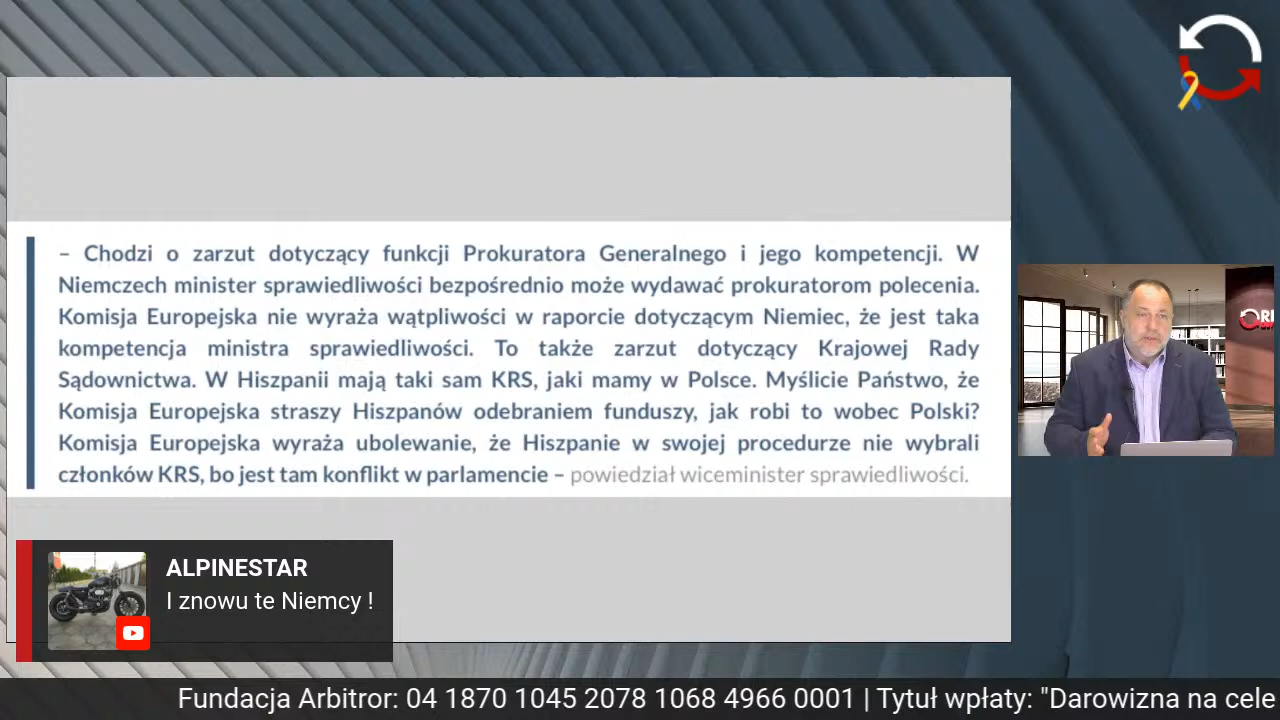 – Chodzi o zarzut dotyczący funkcji Prokuratora Generalnego i jego kompetencji. W
Niemczech minister sprawiedliwości bezpośrednio może wydawać prokuratorom polecenia.
Komisja Europejska nie wyraża wątpliwości w raporcie dotyczącym Niemiec, że jest taka
kompetencja ministra sprawiedliwości. To także zarzut dotyczący Krajowej Rady
Sądownictwa. W Hiszpanii mają taki sam KRS, jaki mamy w Polsce. Myślicie Państwo, że
Komisja Europejska straszy Hiszpanów odebraniem funduszy, jak robi to wobec Polski?
Komisja Europejska wyraża ubolewanie, że Hiszpanie w swojej procedurze nie wybrali
członków KRS, bo jest tam konflikt w parlamencie – powiedział wiceminister sprawiedliwości.
ALPINESTAR
I znowu te Niemcy !
Fundacja Arbitror: 04 1870 1045 2078 1068 4966 0001 | Tytuł wpłaty: "Darowizna na cele